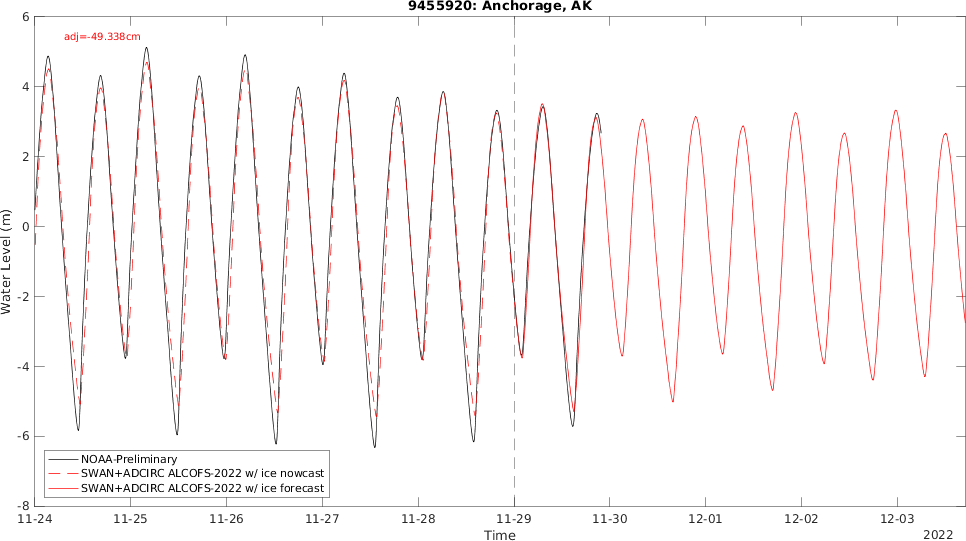 9455920: Anchorage, AK
adj=-49.338cm
6
4
2
0
-2
-4
-6
-8
Water Level (m)
NOAA-Preliminary
SWAN+ADCIRC ALCOFS-2022 w/ ice nowcast
SWAN+ADCIRC ALCOFS-2022 w/ ice forecast
11-24 11-25 11-26 11-27 11-28 11-29 11-30 12-01 12-02 12-03
Time
2022